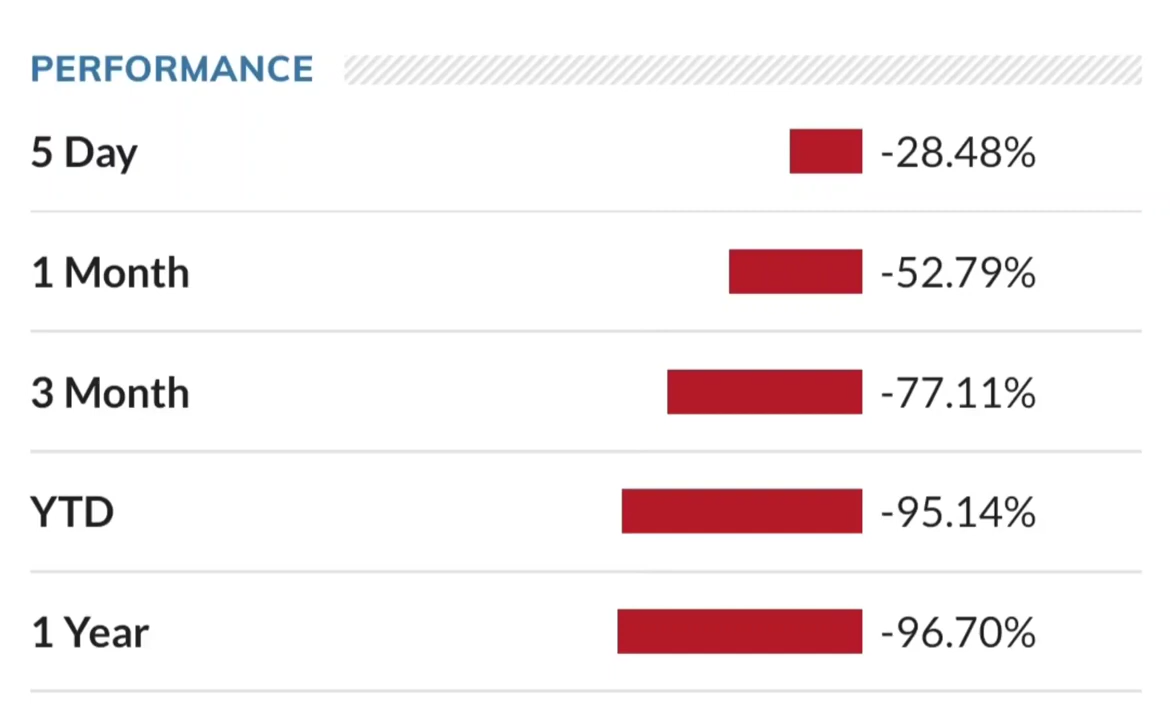 PERFORMANCE
5 Day -28.48%
1 Month -52.79%
3 Month -77.11%
YTD -95.14%
1 Year -96.70%